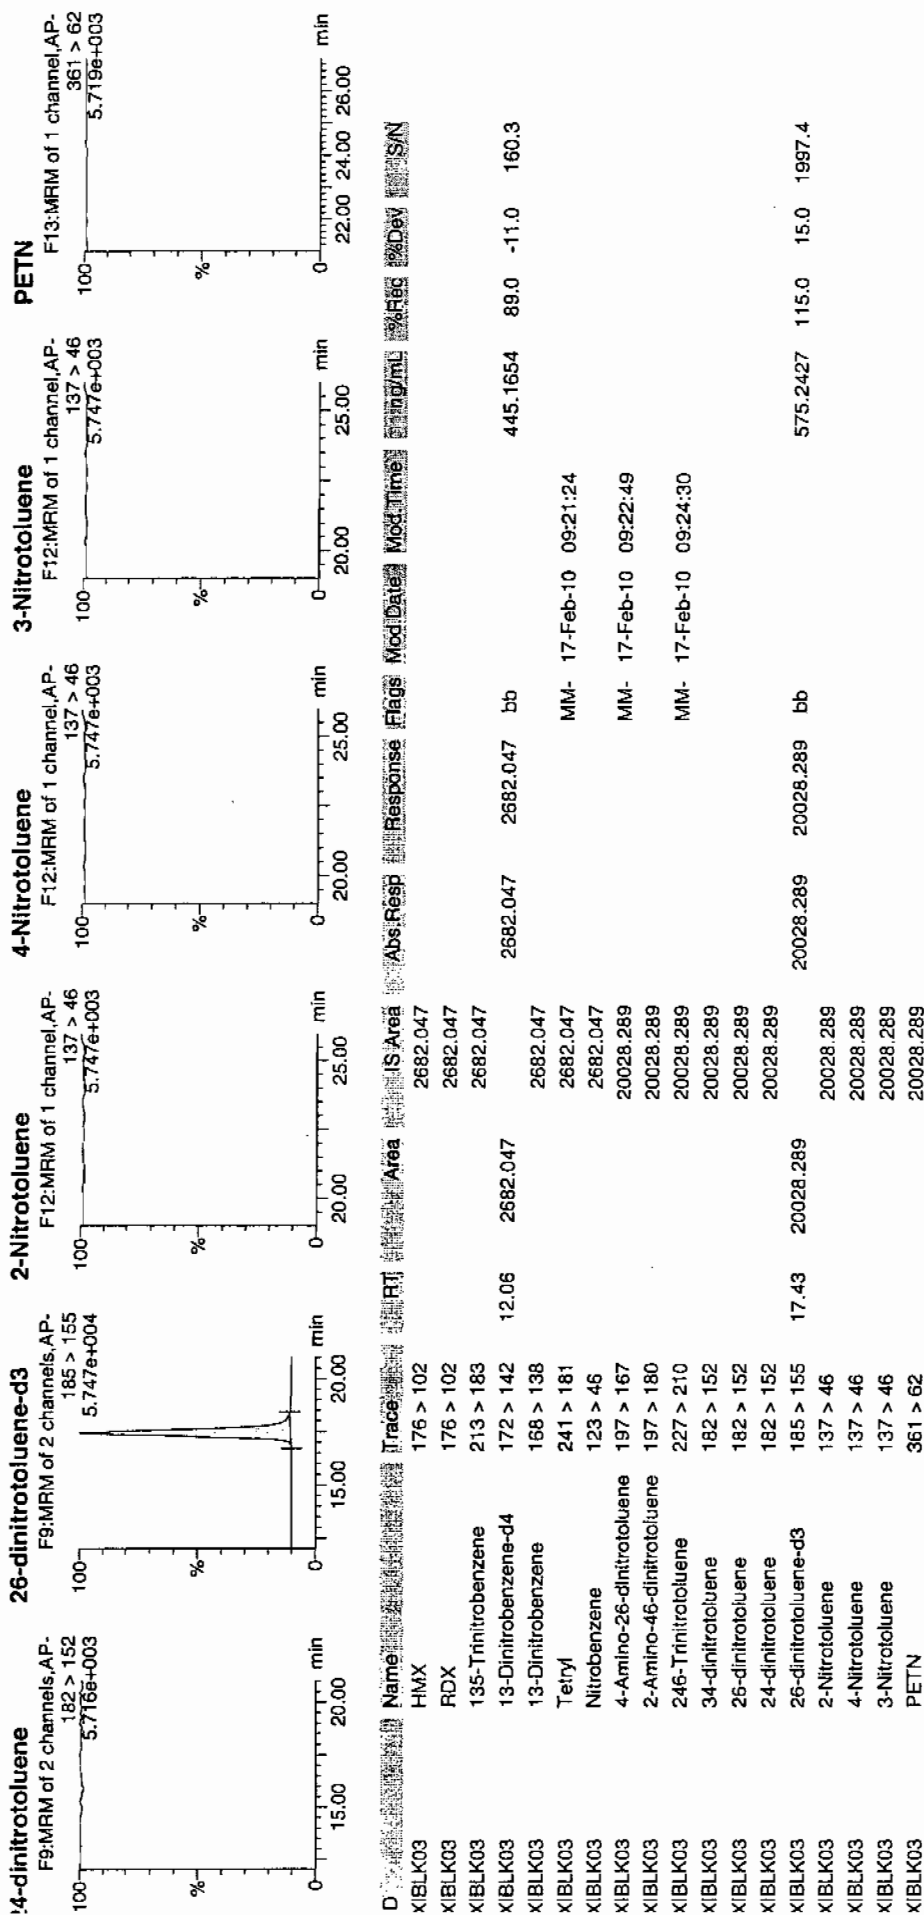 !4-dinitrotoluene
F9:MRM of 2 channels,AP-
182 > 152
5.716e+003
100
%
0
15.00 20.00 min
26-dinitrotoluene-d3
F9:MRM of 2 channels,AP-
185 > 155
5.747e+004
100
%
0
15.00 20.00 min
2-Nitrotoluene
F12:MRM of 1 channel,AP-
137 > 46
5.747e+003
100
%
0
20.00 25.00 min
4-Nitrotoluene
F12:MRM of 1 channel,AP-
137 > 46
5.747e+003
100
%
0
20.00 25.00 min
3-Nitrotoluene
F12:MRM of 1 channel,AP-
137 > 46
5.747e+003
100
%
0
20.00 25.00 min
PETN
F13:MRM of 1 channel,AP-
361 > 62
5.719e+003
100
%
0
22.00 24.00 26.00 min
D Name Trace RT Area IS Area Abs.Resp Response Flags Mod.Date Mod.Time ng/mL %Rec %Dev S/N
XIBLK03 HMX 176 > 102 2682.047
XIBLK03 RDX 176 > 102 2682.047
XIBLK03 135-Trinitrobenzene 213 > 183 2682.047
XIBLK03 13-Dinitrobenzene-d4 172 > 142 12.06 2682.047 2682.047 2682.047 bb 445.1654 89.0 -11.0 160.3
XIBLK03 13-Dinitrobenzene 168 > 138 2682.047
XIBLK03 Tetryl 241 > 181 2682.047 MM- 17-Feb-10 09:21:24
XIBLK03 Nitrobenzene 123 > 46 2682.047
XIBLK03 4-Amino-26-dinitrotoluene 197 > 167 20028.289 MM- 17-Feb-10 09:22:49
XIBLK03 2-Amino-46-dinitrotoluene 197 > 180 20028.289
XIBLK03 246-Trinitrotoluene 227 > 210 20028.289 MM- 17-Feb-10 09:24:30
XIBLK03 34-dinitrotoluene 182 > 152 20028.289
XIBLK03 26-dinitrotoluene 182 > 152 20028.289
XIBLK03 24-dinitrotoluene 182 > 152 20028.289
XIBLK03 26-dinitrotoluene-d3 185 > 155 17.43 20028.289 20028.289 20028.289 bb 575.2427 115.0 15.0 1997.4
XIBLK03 2-Nitrotoluene 137 > 46 20028.289
XIBLK03 4-Nitrotoluene 137 > 46 20028.289
XIBLK03 3-Nitrotoluene 137 > 46 20028.289
XIBLK03 PETN 361 > 62 20028.289